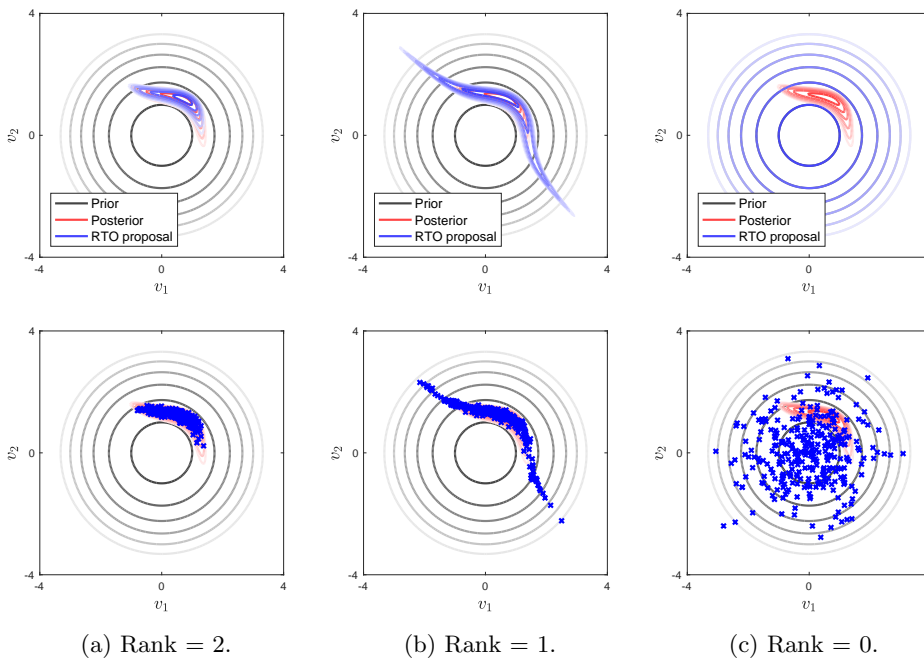 4
0
-4
-4 0 4
v₁
v₂
Prior
Posterior
RTO proposal
4
0
-4
-4 0 4
v₁
v₂
Prior
Posterior
RTO proposal
4
0
-4
-4 0
v₁
v₂
Prior
Posterior
RTO proposal
4
0
-4
-4 0 4
v₁
v₂
4
0
-4
-4 0 4
v₁
v₂
4
0
-4
-4 0
v₁
v₂
(a) Rank = 2.
(b) Rank = 1.
(c) Rank = 0.